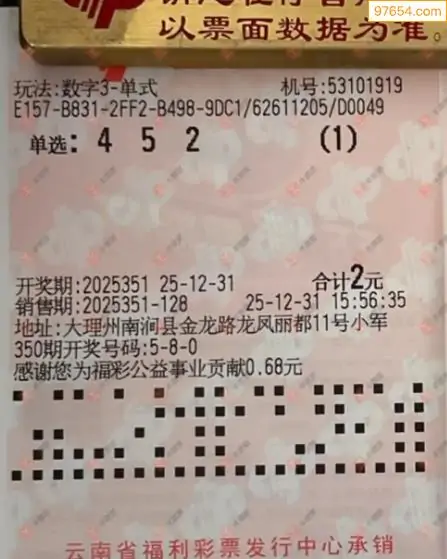 97654.com
以票面数据为准。
玩法:数字3-单式 机号:53101919
E157-B831-2FF2-B498-9DC1/62611205/D0049
单选: 4 5 2 (1)
开奖期:2025351 25-12-31 合计2元
销售期:2025351-128 25-12-31 15:56:35
地址:大理州南涧县金龙路龙凤丽都11号小军
350期开奖号码:5-8-0
感谢您为福彩公益事业贡献0.68元
云南省福利彩票发行中心承销